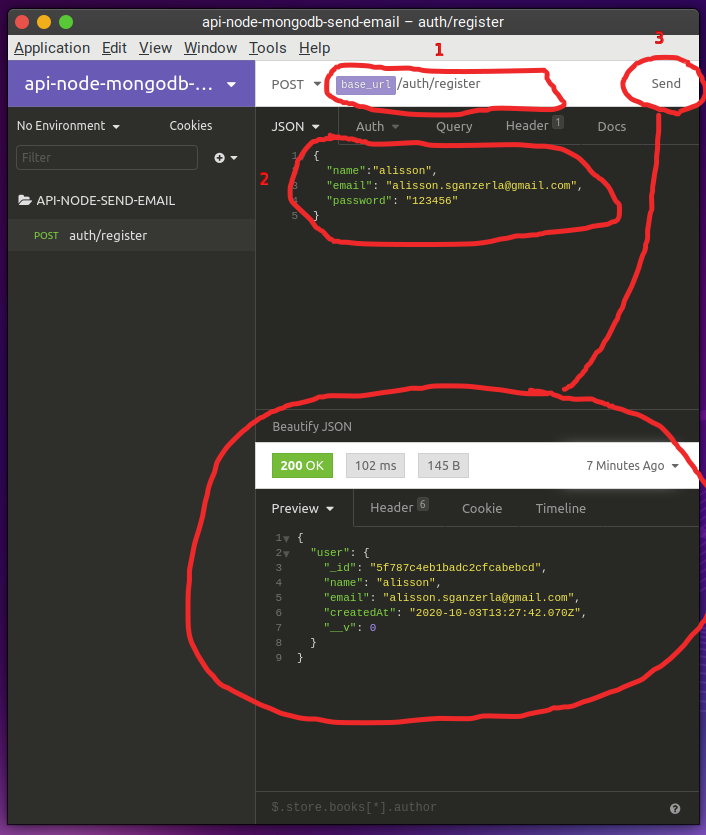 api-node-mongodb-send-email – auth/register
Application Edit View Window Tools Help
1
3
api-node-mongodb-...
POST base_url /auth/register Send
No Environment Cookies
JSON Auth Query Header 1 Docs
Filter
2
1 {
"name":"alisson",
3 "email": "alisson.sganzerla@gmail.com",
4 "password": "123456"
5 }
API-NODE-SEND-EMAIL
POST auth/register
Beautify JSON
200 OK 102 ms 145 B 7 Minutes Ago
Preview Header 6 Cookie Timeline
1 {
2 "user": {
3 "_id": "5f787c4eb1badc2cfcabebcd",
4 "name": "alisson",
5 "email": "alisson.sganzerla@gmail.com",
6 "createdAt": "2020-10-03T13:27:42.070Z",
7 "__v": 0
8 }
9 }
$.store.books[*].author